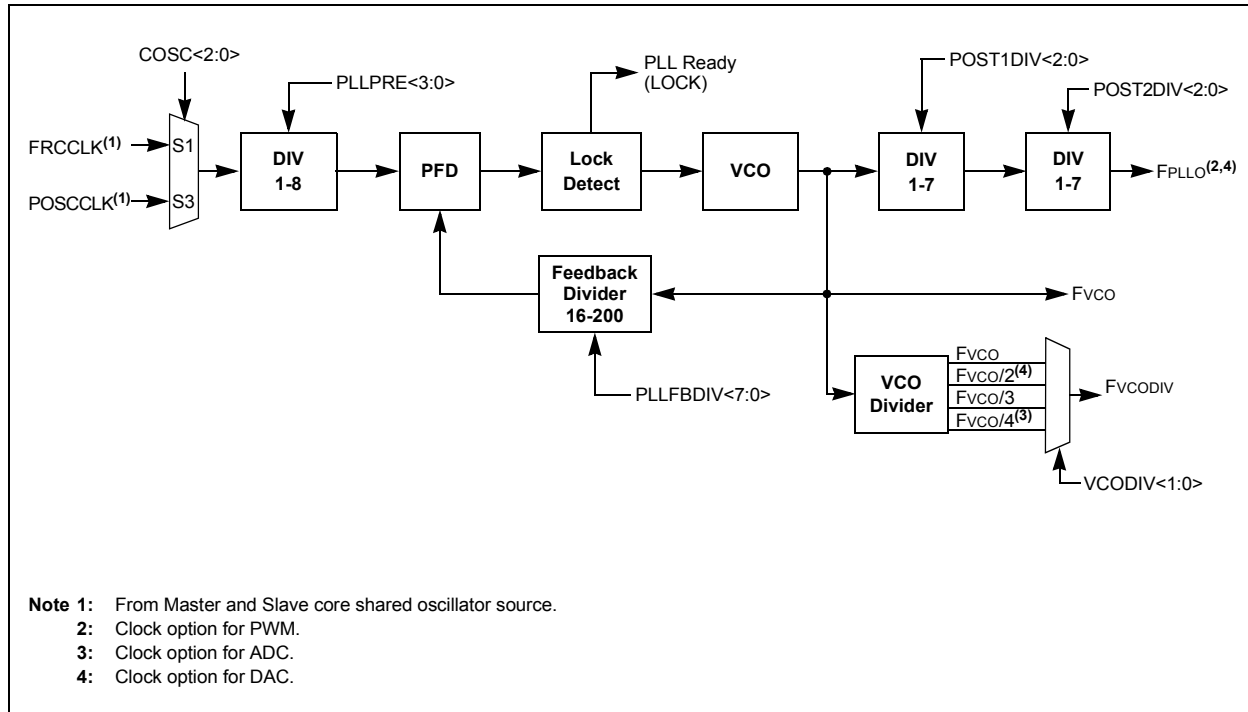 COSC<2:0>
PLLPRE<3:0>
PLL Ready
(LOCK)
POST1DIV<2:0>
POST2DIV<2:0>
FRCCLK(1)
S1
POSCCLK(1)
S3
DIV
1-8
PFD
Lock
Detect
VCO
DIV
1-7
DIV
1-7
FPLLO(2,4)
Feedback
Divider
16-200
FVCO
PLLFBDIV<7:0>
VCO
Divider
FVCO
FVCO/2(4)
FVCO/3
FVCO/4(3)
FVCODIV
VCODIV<1:0>
Note 1: From Master and Slave core shared oscillator source.
2: Clock option for PWM.
3: Clock option for ADC.
4: Clock option for DAC.